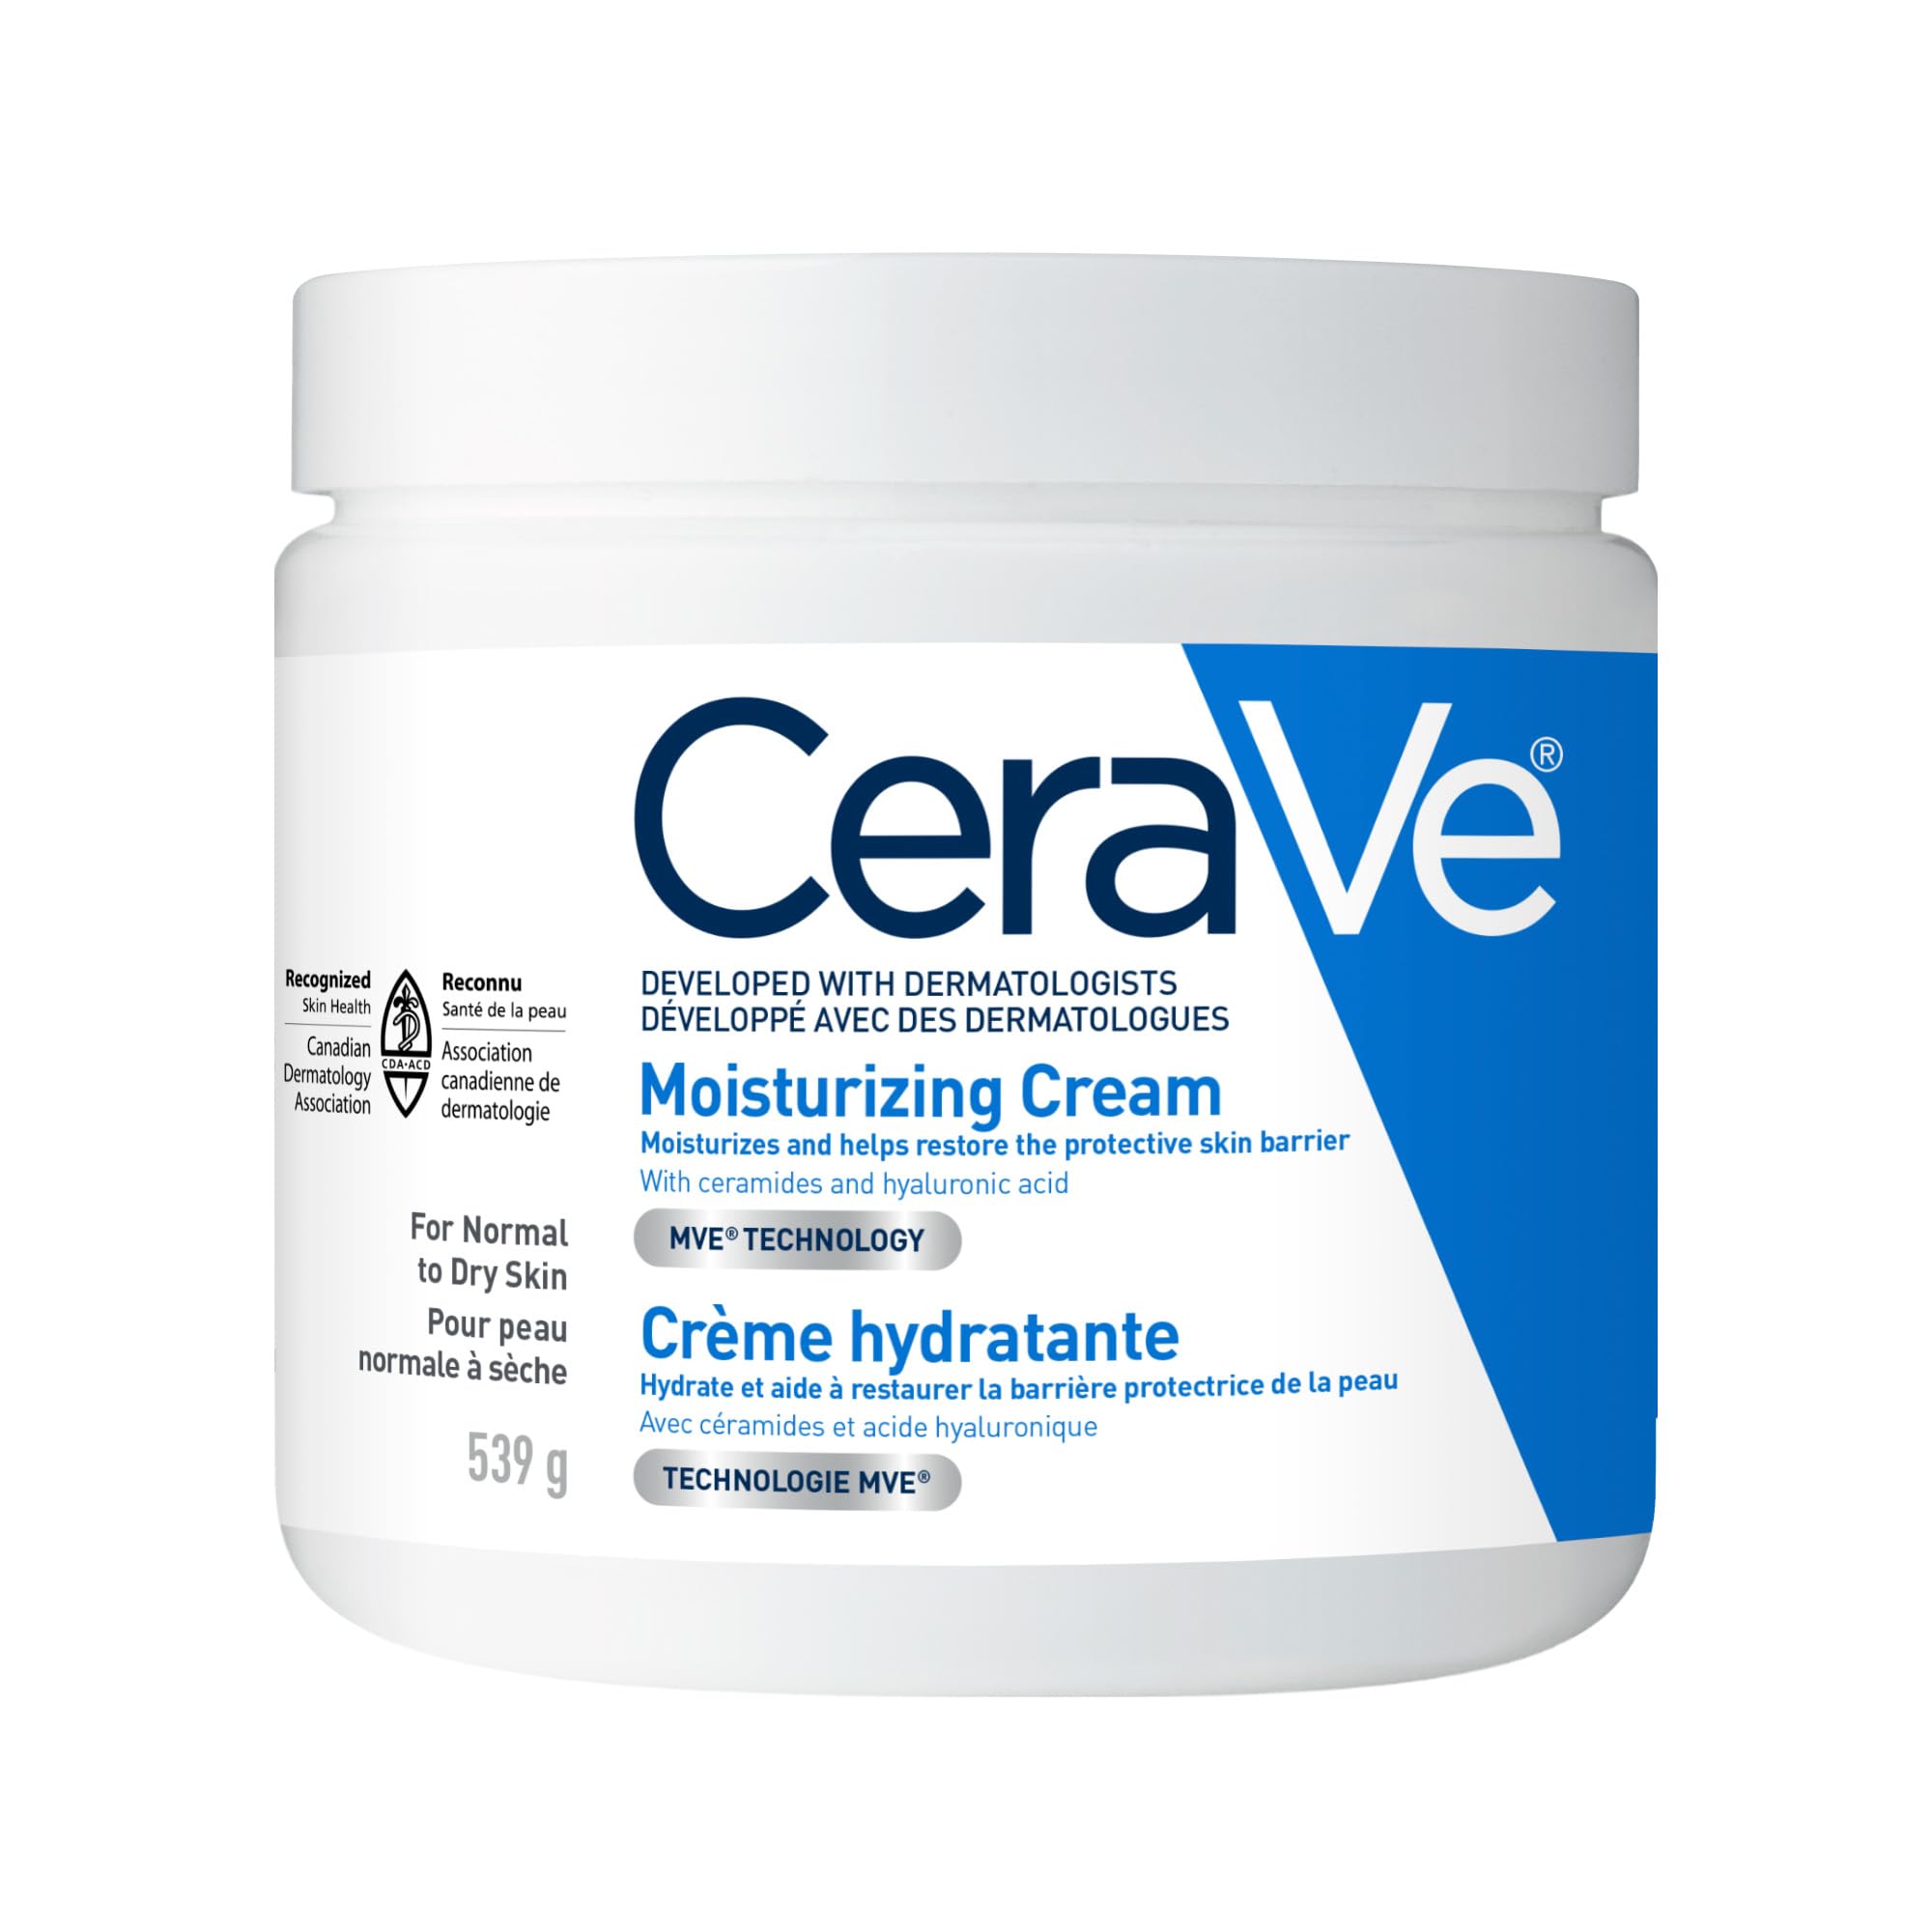 CeraVe®
DEVELOPED WITH DERMATOLOGISTS
DÉVELOPPÉ AVEC DES DERMATOLOGUES
Moisturizing Cream
Moisturizes and helps restore the protective skin barrier
With ceramides and hyaluronic acid
MVE® TECHNOLOGY
Crème hydratante
Hydrate et aide à restaurer la barrière protectrice de la peau
Avec céramides et acide hyaluronique
TECHNOLOGIE MVE®
Recognized
Skin Health
Canadian
Dermatology
Association
CDA•ACD
Reconnu
Santé de la peau
Association
canadienne de
dermatologie
For Normal
to Dry Skin
Pour peau
normale à sèche
539 g